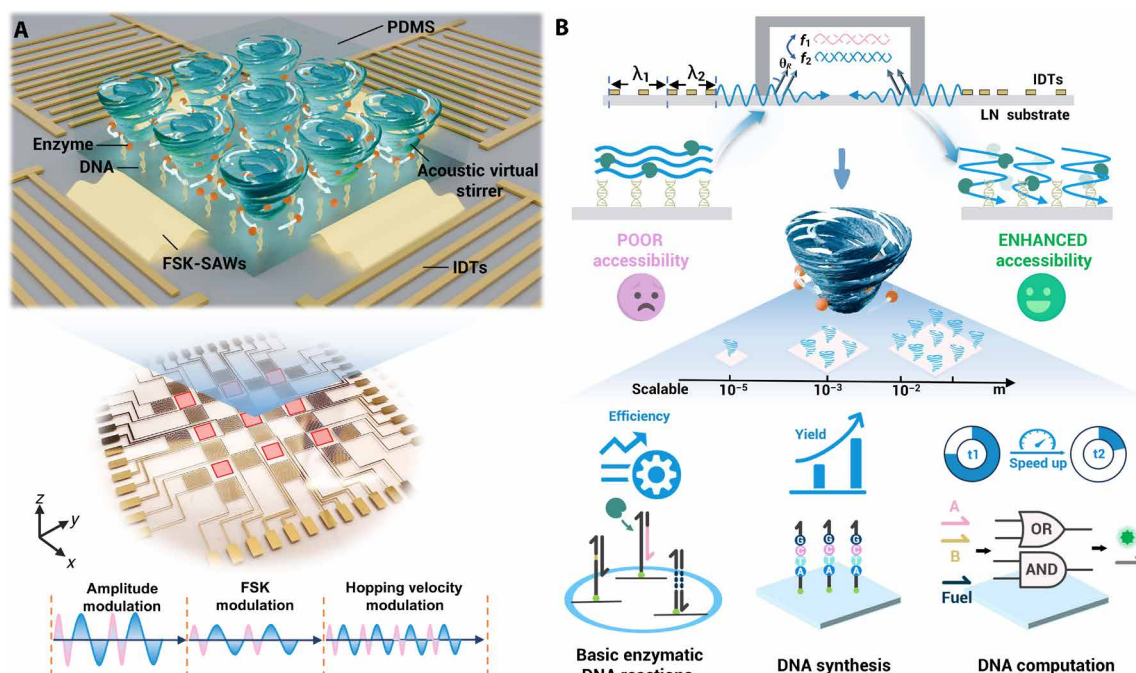 A
PDMS
Enzyme
DNA
Acoustic virtual
stirrer
FSK-SAWs
IDTs
z
y
x
Amplitude
modulation
FSK
modulation
Hopping velocity
modulation
B
f1
f2
θR
λ1
λ2
IDTs
LN substrate
POOR
accessibility
ENHANCED
accessibility
Scalable
10⁻⁵
10⁻³
10⁻²
m
Efficiency
Yield
t1
Speed up
t2
G
C
T
A
G
C
T
A
G
C
T
A
A
B
Fuel
OR
AND
Basic enzymatic
DNA reactions
DNA synthesis
DNA computation